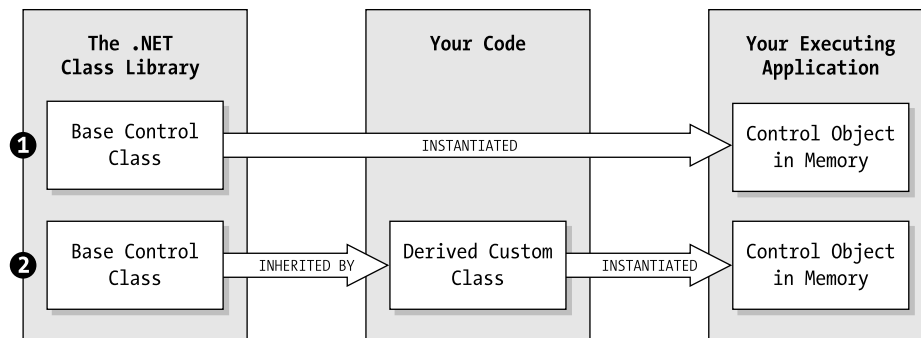 The .NET
Class Library
Your Code
Your Executing
Application
1
Base Control
Class
INSTANTIATED
Control Object
in Memory
2
Base Control
Class
INHERITED BY
Derived Custom
Class
INSTANTIATED
Control Object
in Memory